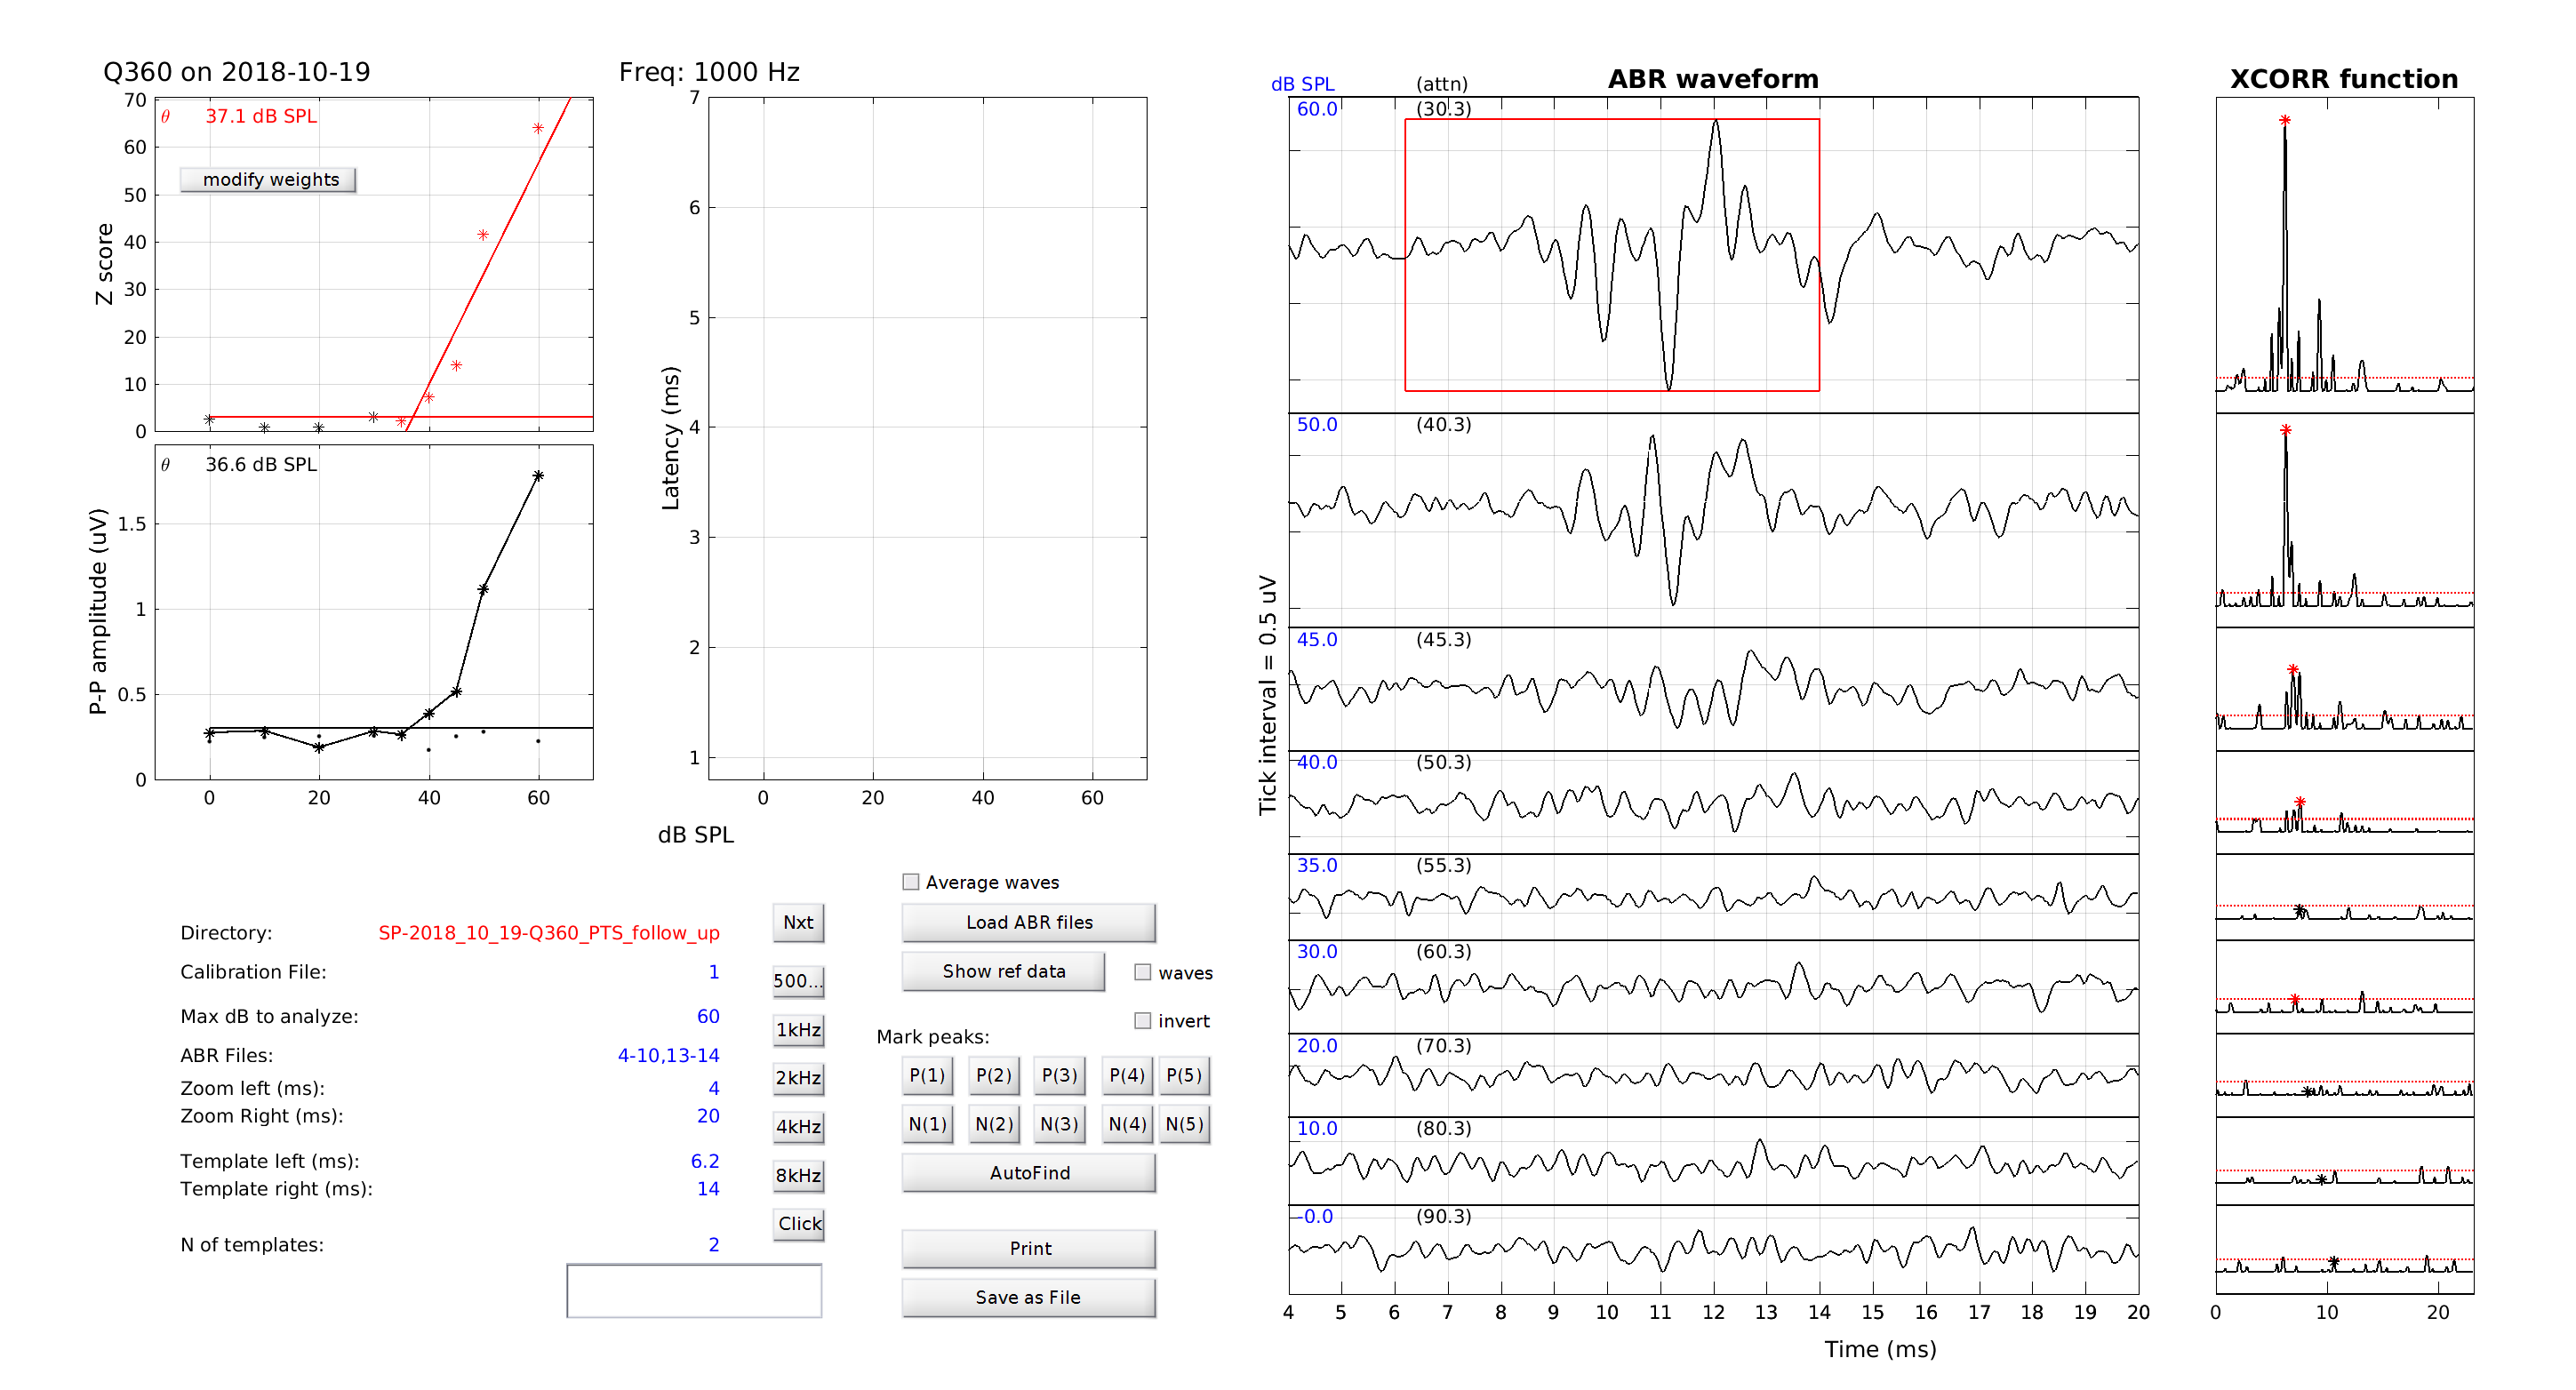 Q360 on 2018-10-19
Freq: 1000 Hz
θ 37.1 dB SPL
modify weights
Z score
70
60
50
40
30
20
10
0
θ 36.6 dB SPL
P-P amplitude (uV)
1.5
1
0.5
0
0 20 40 60
Latency (ms)
7
6
5
4
3
2
1
0 20 40 60
dB SPL
Directory: SP-2018_10_19-Q360_PTS_follow_up
Calibration File: 1
Max dB to analyze: 60
ABR Files: 4-10,13-14
Zoom left (ms): 4
Zoom Right (ms): 20
Template left (ms): 6.2
Template right (ms): 14
N of templates: 2
Nxt
500...
1kHz
2kHz
4kHz
8kHz
Click
Average waves
Load ABR files
Show ref data
waves
invert
Mark peaks:
P(1) P(2) P(3) P(4) P(5)
N(1) N(2) N(3) N(4) N(5)
AutoFind
Print
Save as File
dB SPL (attn) ABR waveform
60.0 (30.3)
50.0 (40.3)
45.0 (45.3)
40.0 (50.3)
35.0 (55.3)
30.0 (60.3)
20.0 (70.3)
10.0 (80.3)
-0.0 (90.3)
Tick interval = 0.5 uV
4 5 6 7 8 9 10 11 12 13 14 15 16 17 18 19 20
Time (ms)
XCORR function
0 10 20